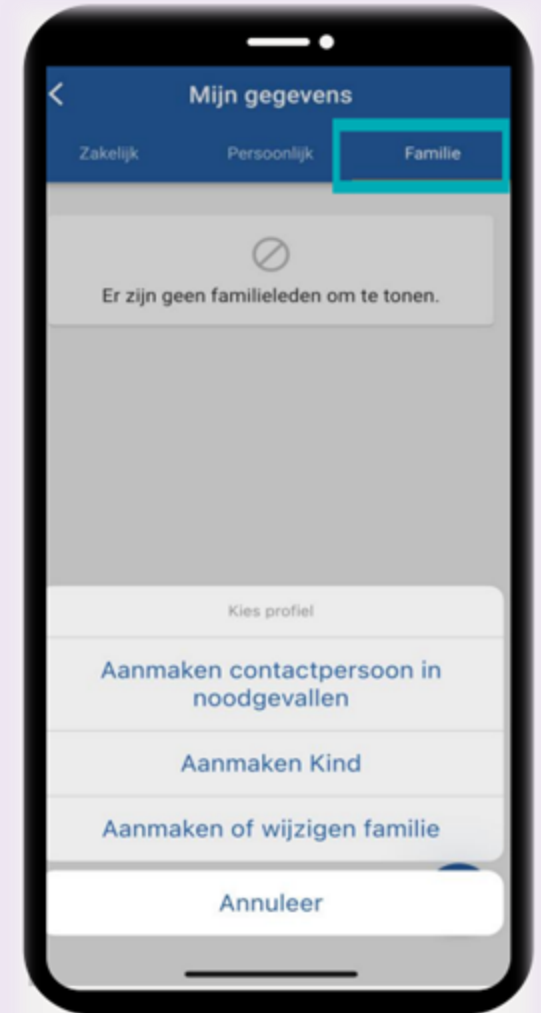 Mijn gegevens
Zakelijk Persoonlijk Familie
Er zijn geen familieleden om te tonen.
Kies profiel
Aanmaken contactpersoon in
noodgevallen
Aanmaken Kind
Aanmaken of wijzigen familie
Annuleer